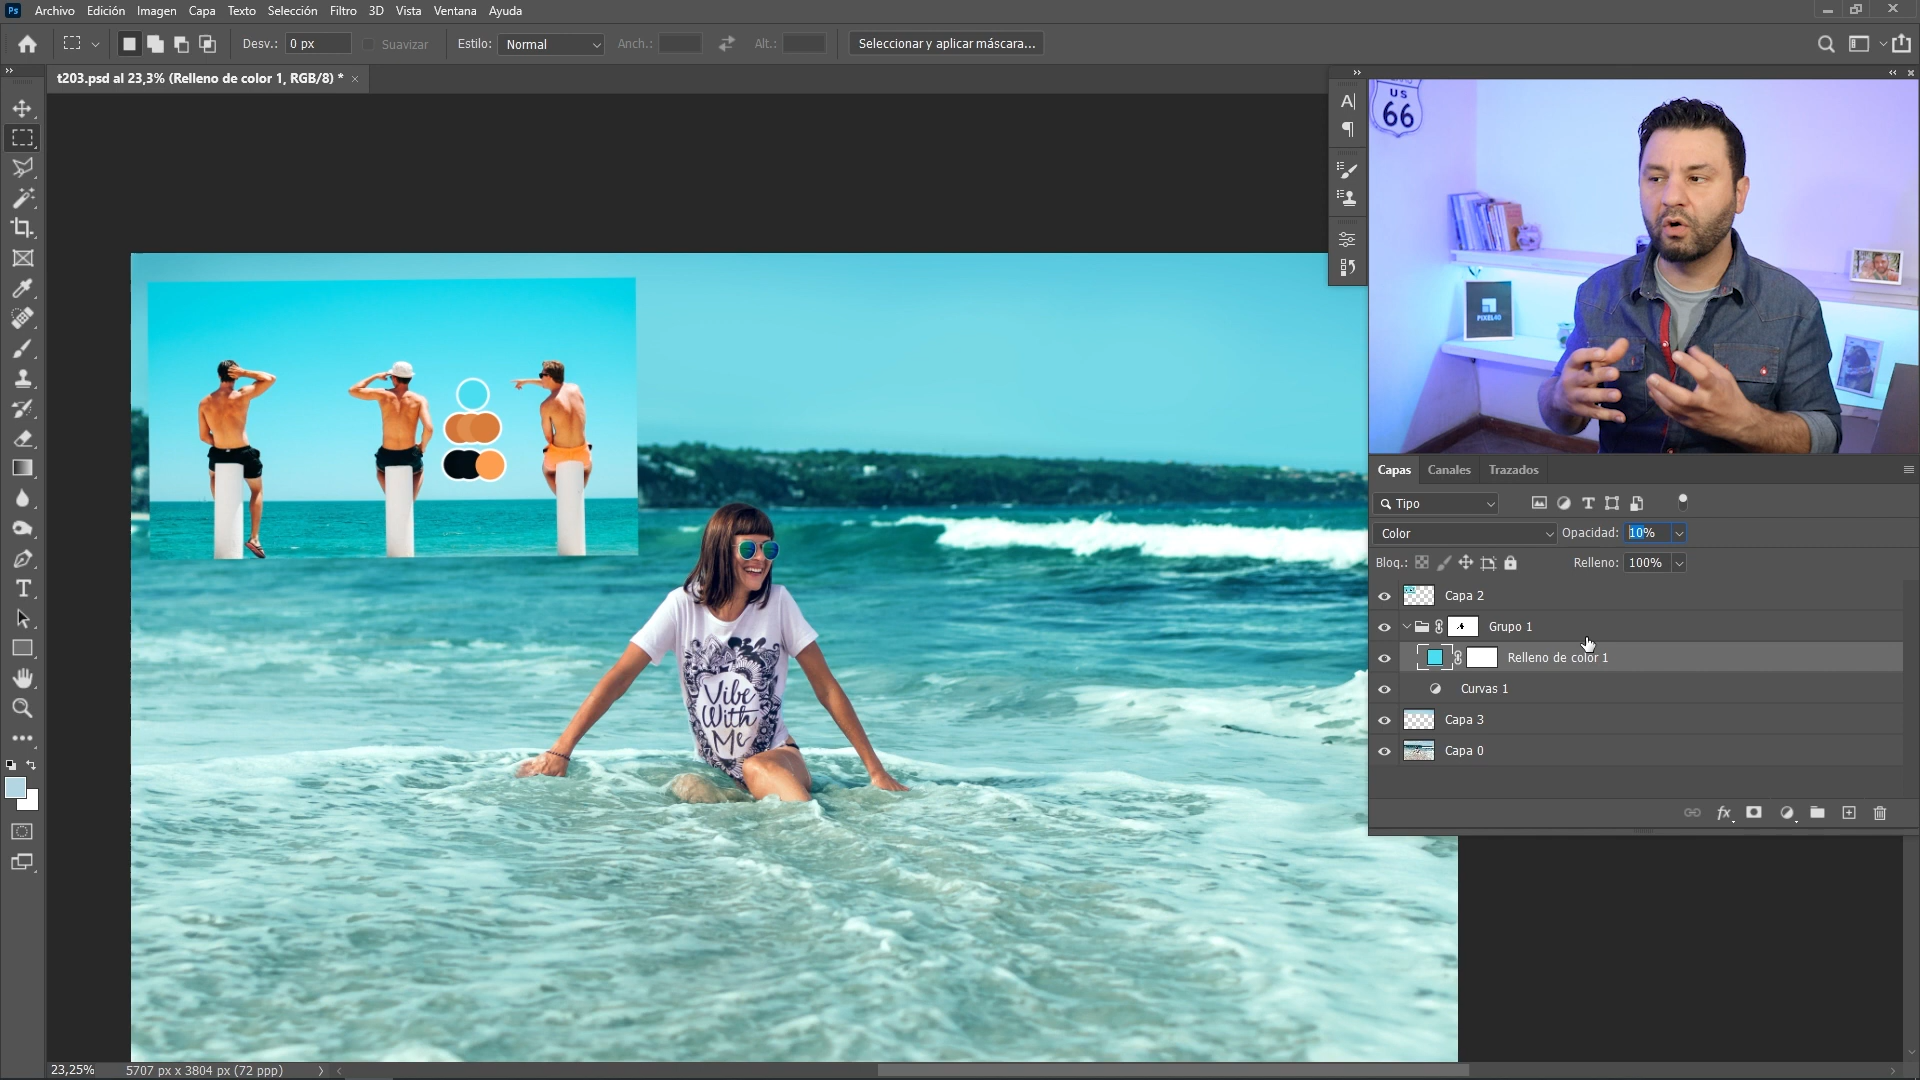 Ps Archivo Edición Imagen Capa Texto Selección Filtro 3D Vista Ventana Ayuda
Desv.: 0 px Suavizar Estilo: Normal Anch.: Alt.: Seleccionar y aplicar máscara...
t203.psd al 23,3% (Relleno de color 1, RGB/8) * ×
US
66
PIXEL40
Vibe
With
Me
Capas Canales Trazados
Tipo
Color Opacidad: 10%
Bloq.: Relleno: 100%
Capa 2
Grupo 1
Relleno de color 1
Curvas 1
Capa 3
Capa 0
fx
23,25% 5707 px x 3804 px (72 ppp)